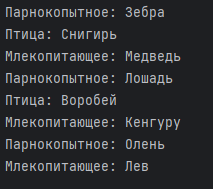 Парнокопытное: Зебра
Птица: Снигирь
Млекопитающее: Медведь
Парнокопытное: Лошадь
Птица: Воробей
Млекопитающее: Кенгуру
Парнокопытное: Олень
Млекопитающее: Лев